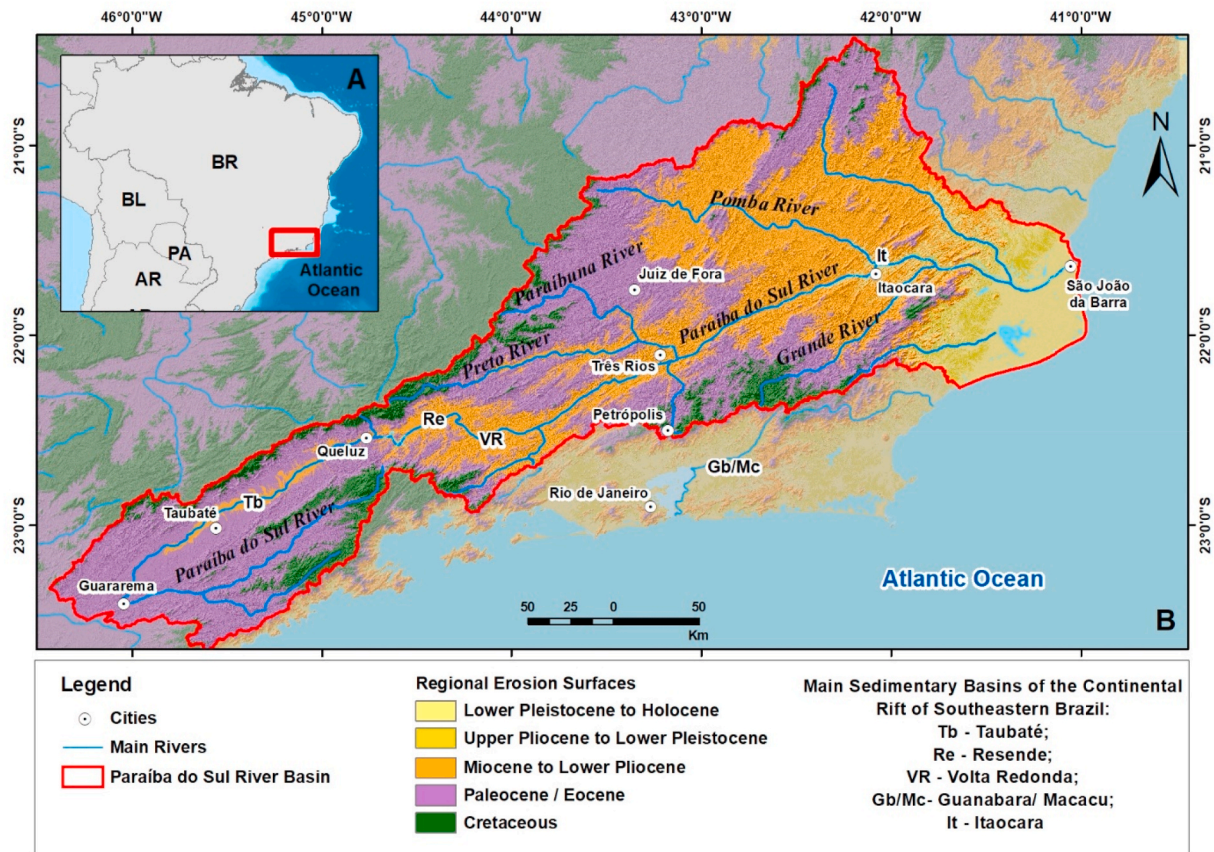 46°0'0"W
45°0'0"W
44°0'0"W
43°0'0"W
42°0'0"W
41°0'0"W
A
BR
BL
PA
AR
Atlantic
Ocean
N
21°0'0"S
21°0'0"S
22°0'0"S
22°0'0"S
23°0'0"S
23°0'0"S
Pomba River
It
Itaocara
Paraibuna River
Juiz de Fora
São João
da Barra
Paraíba do Sul River
Grande River
Preto River
Três Rios
Petrópolis
Re
VR
Queluz
Gb/Mc
Rio de Janeiro
Tb
Taubaté
Paraíba do Sul River
Guararema
Atlantic Ocean
50 25 0 50
Km
B
Legend
Cities
Main Rivers
Paraíba do Sul River Basin
Regional Erosion Surfaces
Lower Pleistocene to Holocene
Upper Pliocene to Lower Pleistocene
Miocene to Lower Pliocene
Paleocene / Eocene
Cretaceous
Main Sedimentary Basins of the Continental
Rift of Southeastern Brazil:
Tb - Taubaté;
Re - Resende;
VR - Volta Redonda;
Gb/Mc- Guanabara/ Macacu;
It - Itaocara